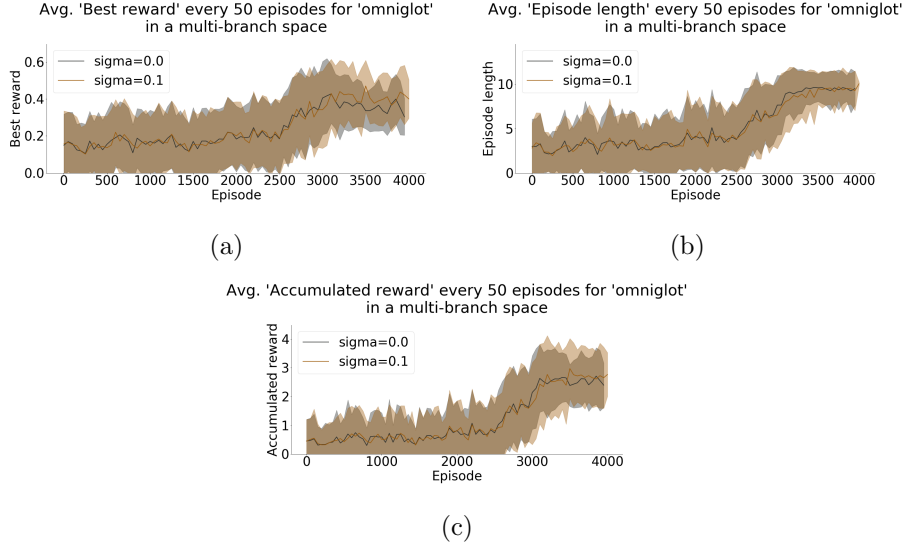 Avg. 'Best reward' every 50 episodes for 'omniglot'
in a multi-branch space
sigma=0.0
sigma=0.1
Best reward
0.6
0.4
0.2
0.0
0 500 1000 1500 2000 2500 3000 3500 4000
Episode
(a)
Avg. 'Episode length' every 50 episodes for 'omniglot'
in a multi-branch space
sigma=0.0
sigma=0.1
Episode length
10
5
0
0 500 1000 1500 2000 2500 3000 3500 4000
Episode
(b)
Avg. 'Accumulated reward' every 50 episodes for 'omniglot'
in a multi-branch space
sigma=0.0
sigma=0.1
Accumulated reward
4
3
2
1
0
0 1000 2000 3000 4000
Episode
(c)